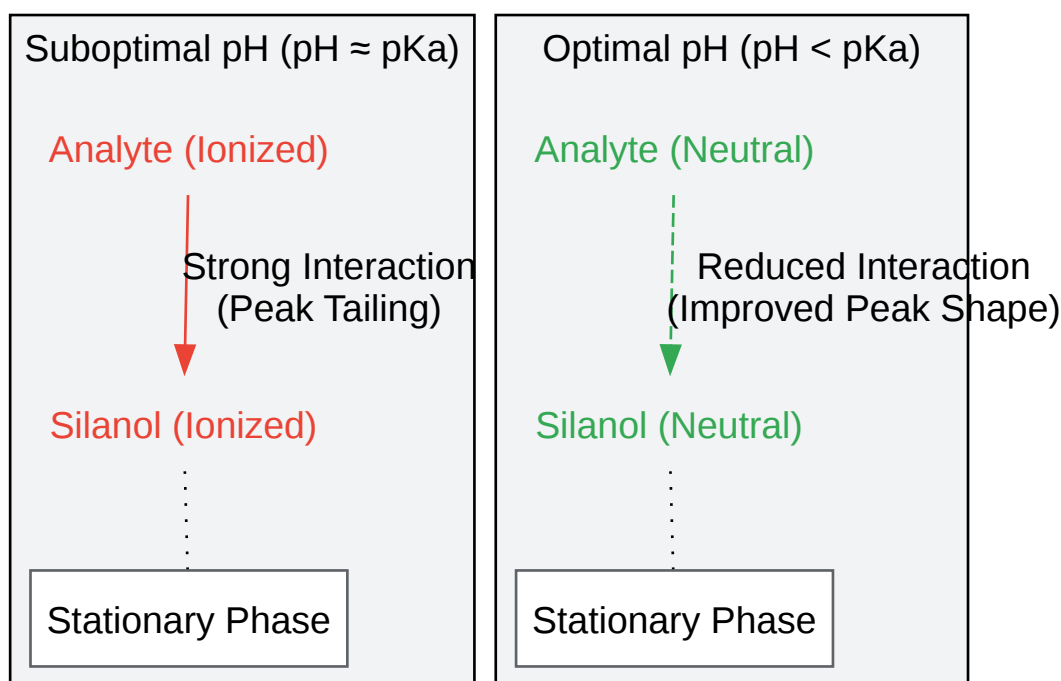 Suboptimal pH (pH ≈ pKa)
Analyte (Ionized)
Strong Interaction
(Peak Tailing)
Silanol (Ionized)
Stationary Phase
Optimal pH (pH < pKa)
Analyte (Neutral)
Reduced Interaction
(Improved Peak Shape)
Silanol (Neutral)
Stationary Phase